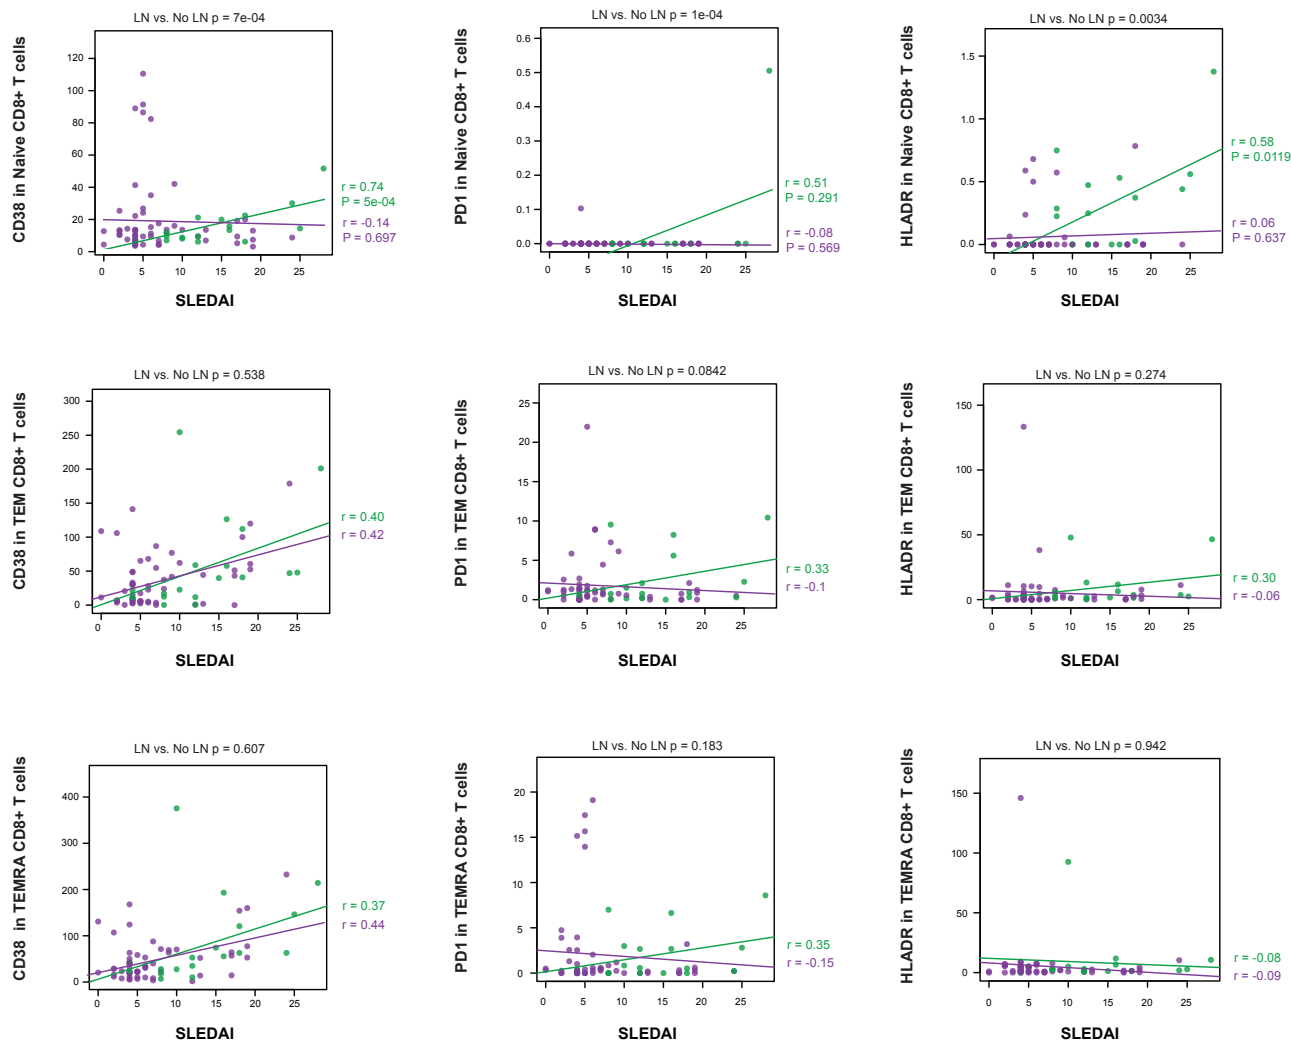 LN vs. No LN p = 7e-04
CD38 in Naive CD8+ T cells
120
100
80
60
40
20
0
0 5 10 15 20 25
SLEDAI
r = 0.74
P = 5e-04
r = -0.14
P = 0.697
LN vs. No LN p = 1e-04
PD1 in Naive CD8+ T cells
0.6
0.5
0.4
0.3
0.2
0.1
0.0
0 5 10 15 20 25
SLEDAI
r = 0.51
P = 0.291
r = -0.08
P = 0.569
LN vs. No LN p = 0.0034
HLADR in Naive CD8+ T cells
1.5
1.0
0.5
0.0
0 5 10 15 20 25
SLEDAI
r = 0.58
P = 0.0119
r = 0.06
P = 0.637
LN vs. No LN p = 0.538
CD38 in TEM CD8+ T cells
300
250
200
150
100
50
0
0 5 10 15 20 25
SLEDAI
r = 0.40
r = 0.42
LN vs. No LN p = 0.0842
PD1 in TEM CD8+ T cells
25
20
15
10
5
0
0 5 10 15 20 25
SLEDAI
r = 0.33
r = -0.1
LN vs. No LN p = 0.274
HLADR in TEM CD8+ T cells
150
100
50
0
0 5 10 15 20 25
SLEDAI
r = 0.30
r = -0.06
LN vs. No LN p = 0.607
CD38 in TEMRA CD8+ T cells
400
300
200
100
0
0 5 10 15 20 25
SLEDAI
r = 0.37
r = 0.44
LN vs. No LN p = 0.183
PD1 in TEMRA CD8+ T cells
20
15
10
5
0
0 5 10 15 20 25
SLEDAI
r = 0.35
r = -0.15
LN vs. No LN p = 0.942
HLADR in TEMRA CD8+ T cells
150
100
50
0
0 5 10 15 20 25
SLEDAI
r = -0.08
r = -0.09